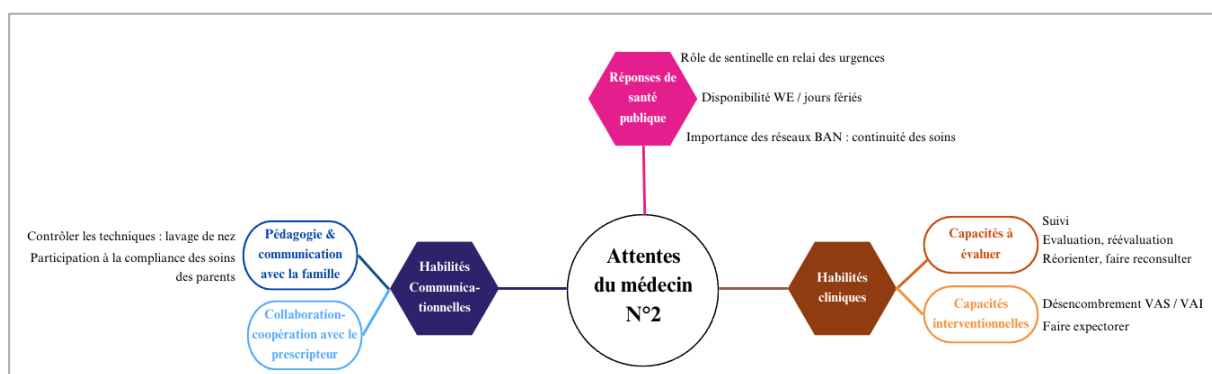 Rôle de sentinelle en relai des urgences
Réponses de
santé
publique
Disponibilité WE / jours fériés
Importance des réseaux BAN : continuité des soins
Contrôler les techniques : lavage de nez
Participation à la compliance des soins
des parents
Pédagogie &
communication
avec la famille
Collaboration-
coopération avec le
prescripteur
Habilités
Communica-
tionnelles
Attentes
du médecin
N°2
Habilités
cliniques
Capacités à
évaluer
Suivi
Evaluation, réévaluation
Réorienter, faire reconsulter
Capacités
interventionnelles
Désencombrement VAS / VAI
Faire expectorer